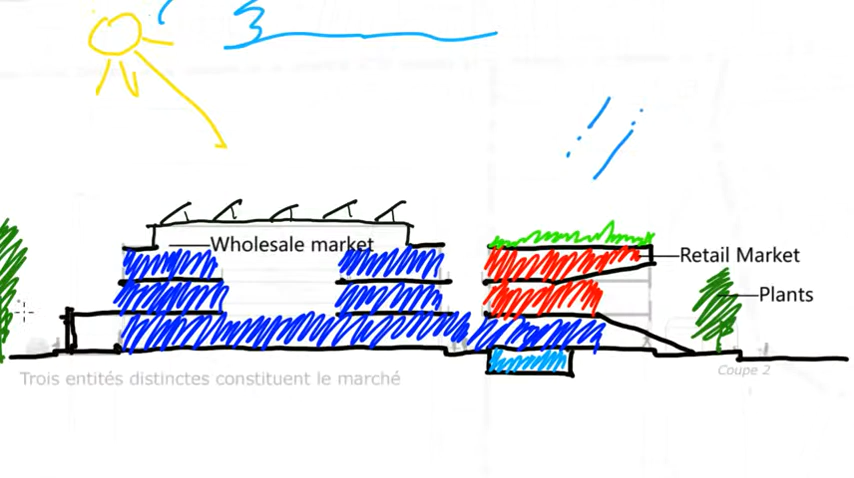 Wholesale market
Retail Market
Plants
Coupe 2
Trois entités distinctes constituent le marché